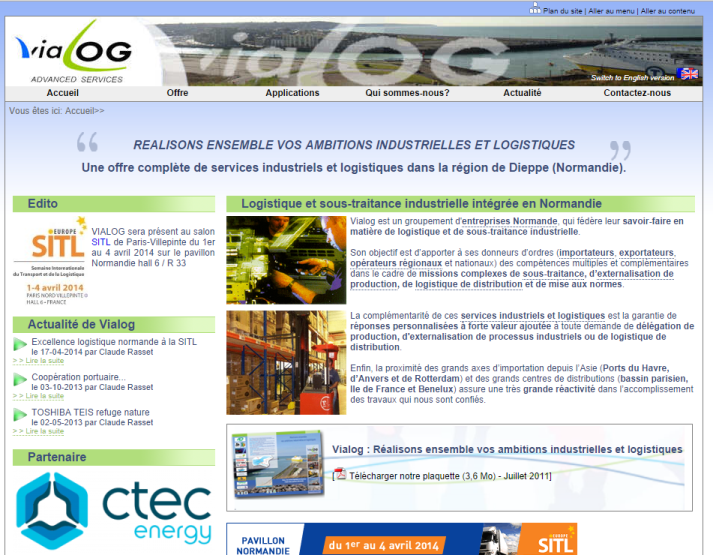 Plan du site | Aller au menu | Aller au contenu
ViaLOG
ADVANCED SERVICES
ViaLOG
Switch to English version
Accueil Offre Applications Qui sommes-nous? Actualité Contactez-nous
Vous êtes ici: Accueil>>
REALISONS ENSEMBLE VOS AMBITIONS INDUSTRIELLES ET LOGISTIQUES
Une offre complète de services industriels et logistiques dans la région de Dieppe (Normandie).
Edito
EUROPE
SITL
Semaine Internationale
du Transport et de la Logistique
1-4 avril 2014
PARIS NORD VILLEPINTE
HALL 6 - FRANCE
VIALOG sera présent au salon
SITL de Paris-Villepinte du 1er
au 4 avril 2014 sur le pavillon
Normandie hall 6 / R 33
Actualité de Vialog
Excellence logistique normande à la SITL
le 17-04-2014 par Claude Rasset
> > Lire la suite
Coopération portuaire...
le 03-10-2013 par Claude Rasset
> > Lire la suite
TOSHIBA TEIS refuge nature
le 02-05-2013 par Claude Rasset
> > Lire la suite
Partenaire
ctec
energy
Logistique et sous-traitance industrielle intégrée en Normandie
Vialog est un groupement d'entreprises Normande, qui fédère leur savoir-faire en
matière de logistique et de sous-traitance industrielle.
Son objectif est d'apporter à ses donneurs d'ordres (importateurs, exportateurs,
opérateurs régionaux et nationaux) des compétences multiples et complémentaires
dans le cadre de missions complexes de sous-traitance, d'externalisation de
production, de logistique de distribution et de mise aux normes.
La complémentarité de ces services industriels et logistiques est la garantie de
réponses personnalisées à forte valeur ajoutée à toute demande de délégation de
production, d'externalisation de processus industriels ou de logistique de
distribution.
Enfin, la proximité des grands axes d'importation depuis l'Asie (Ports du Havre,
d'Anvers et de Rotterdam) et des grands centres de distributions (bassin parisien,
Ile de France et Benelux) assure une très grande réactivité dans l'accomplissement
des travaux qui nous sont confiés.
Vialog : Réalisons ensemble vos ambitions industrielles et logistiques
[ Télécharger notre plaquette (3,6 Mo) - Juillet 2011]
PAVILLON
NORMANDIE
du 1er au 4 avril 2014
EUROPE
SITL